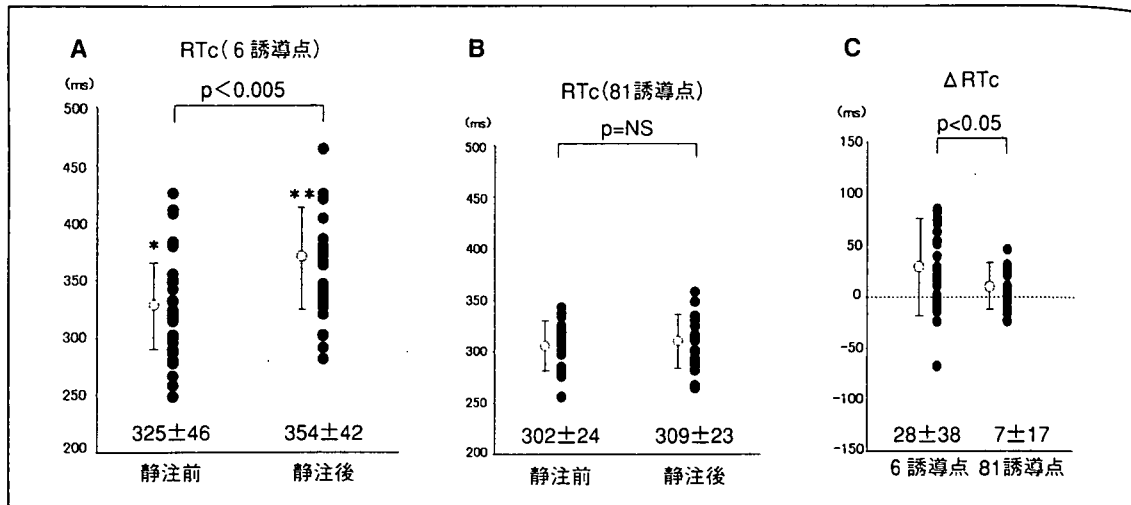 A
RTc(6誘導点)
(ms)
p<0.005
500
450
400
350
300
250
200
*
**
325±46
354±42
静注前
静注後
B
RTc(81誘導点)
(ms)
p=NS
500
450
400
350
300
250
200
302±24
309±23
静注前
静注後
C
ΔRTc
(ms)
p<0.05
150
100
50
0
-50
-100
-150
28±38
7±17
6誘導点
81誘導点